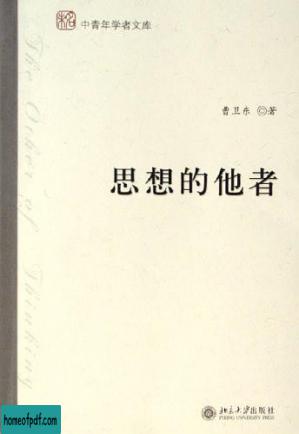 中青年学者文库
曹卫东 ◎著
思想的他者
The Other of Thinking
北京大学出版社
PEKING UNIVERSITY PRESS
homeofpdf.com